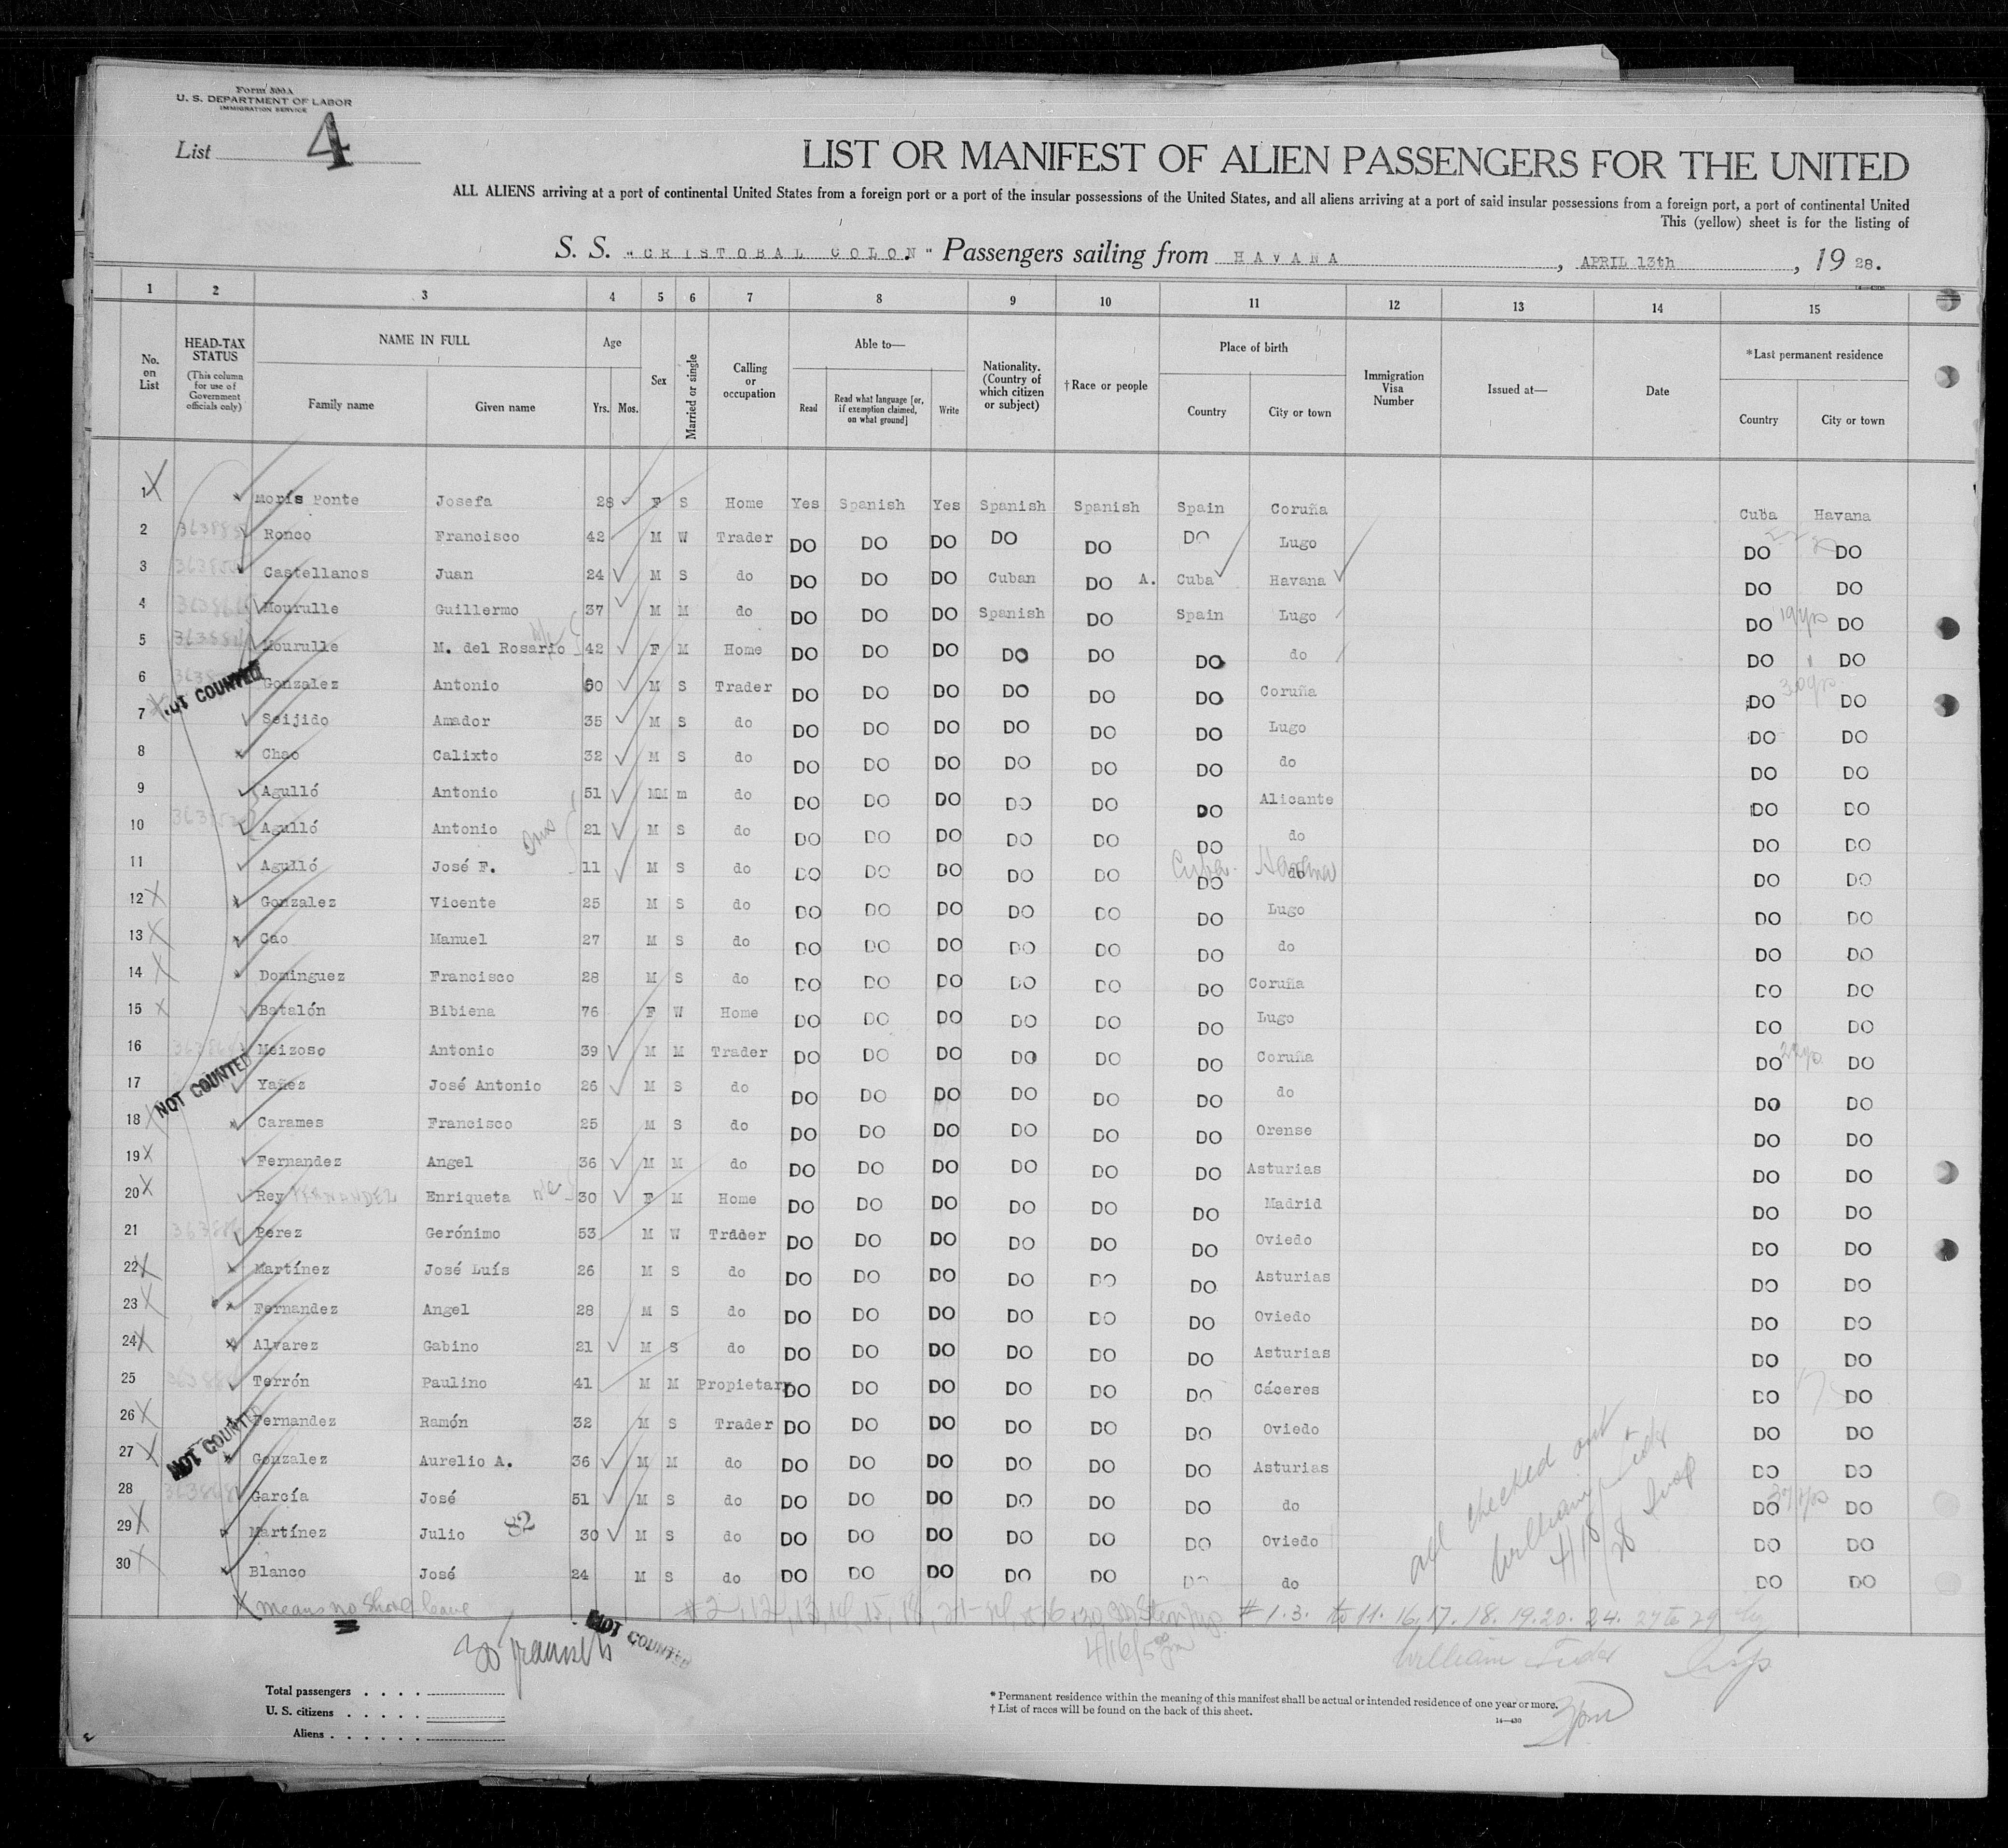 Form 500A
U. S. DEPARTMENT OF LABOR
IMMIGRATION SERVICE
List 4
LIST OR MANIFEST OF ALIEN PASSENGERS FOR THE UNITED
ALL ALIENS arriving at a port of continental United States from a foreign port or a port of the insular possessions of the United States, and all aliens arriving at a port of said insular possessions from a foreign port, a port of continental United
This (yellow) sheet is for the listing of
S. S. "CRISTOBAL COLON" Passengers sailing from HAVANA, APRIL 13th, 1928.
1 2 3 4 5 6 7 8 9 10 11 12 13 14 15
No. on List
HEAD-TAX STATUS (This column for use of Government officials only)
NAME IN FULL
Family name Given name
Age
Yrs. Mos.
Sex
Married or single
Calling or occupation
Able to—
Read
Read what language [or, if exemption claimed, on what ground]
Write
Nationality. (Country of which citizen or subject)
†Race or people
Place of birth
Country City or town
Immigration Visa Number
Issued at—
Date
*Last permanent residence
Country City or town
1 Moris Ponte Josefa 28 F S Home Yes Spanish Yes Spanish Spanish Spain Coruña Cuba Havana
2 Ronco Francisco 42 M W Trader DO DO DO DO DO DO Lugo DO DO
3 Castellanos Juan 24 M S do DO DO DO Cuban DO A. Cuba Havana DO DO
4 Mourulle Guillermo 37 M M do DO DO DO Spanish DO Spain Lugo DO 19 yrs DO
5 Mourulle M. del Rosario 42 F M Home DO DO DO DO DO DO do DO DO
6 Gonzalez Antonio 50 M S Trader DO DO DO DO DO DO Coruña DO 30 yrs. DO
NOT COUNTED
7 Seijido Amador 35 M S do DO DO DO DO DO DO Lugo DO DO
8 Chao Calixto 32 M S do DO DO DO DO DO DO do DO DO
9 Agulló Antonio 51 MM m do DO DO DO DO DO DO Alicante DO DO
10 Agulló Antonio 21 M S do DO DO DO DO DO DO do DO DO
11 Agulló José F. 11 M S do DO DO DO DO DO Cuba DO Havana do DO DO
12 Gonzalez Vicente 25 M S do DO DO DO DO DO DO Lugo DO DO
13 Cao Manuel 27 M S do DO DO DO DO DO DO do DO DO
14 Dominguez Francisco 28 M S do DO DO DO DO DO DO Coruña DO DO
15 Batalón Bibiena 76 F W Home DO DO DO DO DO DO Lugo DO DO
16 Meizoso Antonio 39 M M Trader DO DO DO DO DO DO Coruña DO 22 yrs. DO
17 Yañez José Antonio 26 M S do DO DO DO DO DO DO do DO DO
NOT COUNTED
18 Carames Francisco 25 M S do DO DO DO DO DO DO Orense DO DO
19 Fernandez Angel 36 M M do DO DO DO DO DO DO Asturias DO DO
20 Rey FERNANDEZ Enriqueta 30 F M Home DO DO DO DO DO DO Madrid DO DO
21 Perez Gerónimo 53 M W Trader DO DO DO DO DO DO Oviedo DO DO
22 Martínez José Luís 26 M S do DO DO DO DO DO DO Asturias DO DO
23 Fernandez Angel 28 M S do DO DO DO DO DO DO Oviedo DO DO
24 Alvarez Gabino 21 M S do DO DO DO DO DO DO Asturias DO DO
25 Terrón Paulino 41 M M Propietary DO DO DO DO DO DO Cáceres DO DO
26 Fernandez Ramón 32 M S Trader DO DO DO DO DO DO Oviedo DO DO
NOT COUNTED
27 Gonzalez Aurelio A. 36 M M do DO DO DO DO DO DO Asturias DO DO
28 García José 51 M S do DO DO DO DO DO DO do DO DO
29 Martínez Julio 82 30 M S do DO DO DO DO DO DO Oviedo DO DO
30 Blanco José 24 M S do DO DO DO DO DO DO do DO DO
all checked out
William
4/18/28 Insp
X means no shore leave
# 1. 3. to 11. 16, 17. 18. 19. 20. 24. 27 to 29
NOT COUNTED
30 transits
4/16/
William Insp
3 pm
Total passengers
U. S. citizens
Aliens
* Permanent residence within the meaning of this manifest shall be actual or intended residence of one year or more.
† List of races will be found on the back of this sheet.
14—430